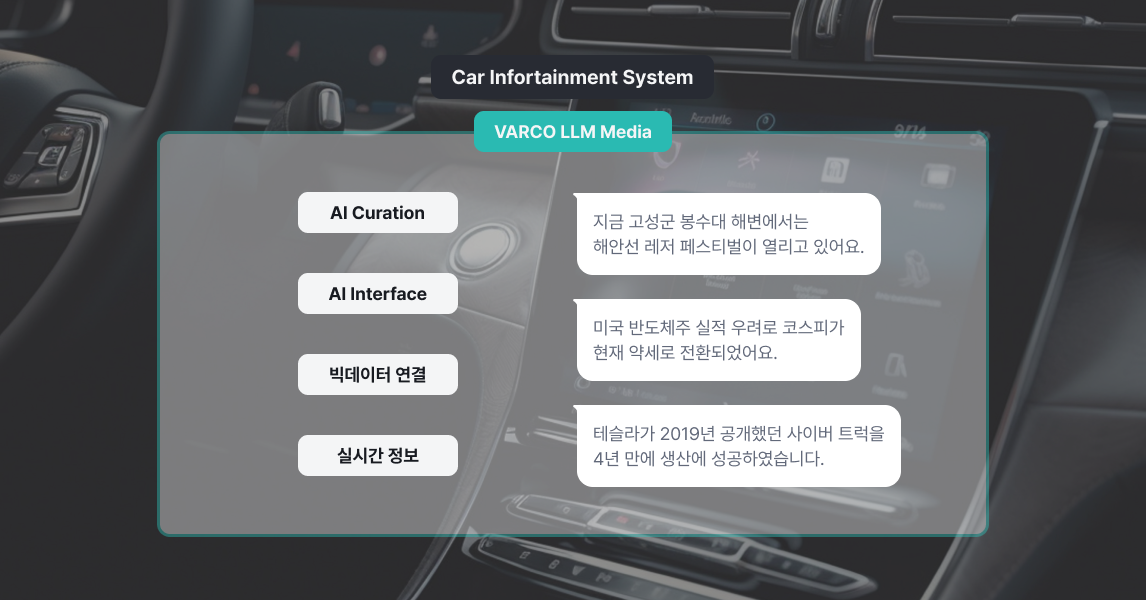 Car Infortainment System
VARCO LLM Media
AI Curation
AI Interface
빅데이터 연결
실시간 정보
지금 고성군 봉수대 해변에서는
해안선 레저 페스티벌이 열리고 있어요.
미국 반도체주 실적 우려로 코스피가
현재 약세로 전환되었어요.
테슬라가 2019년 공개했던 사이버 트럭을
4년 만에 생산에 성공하였습니다.